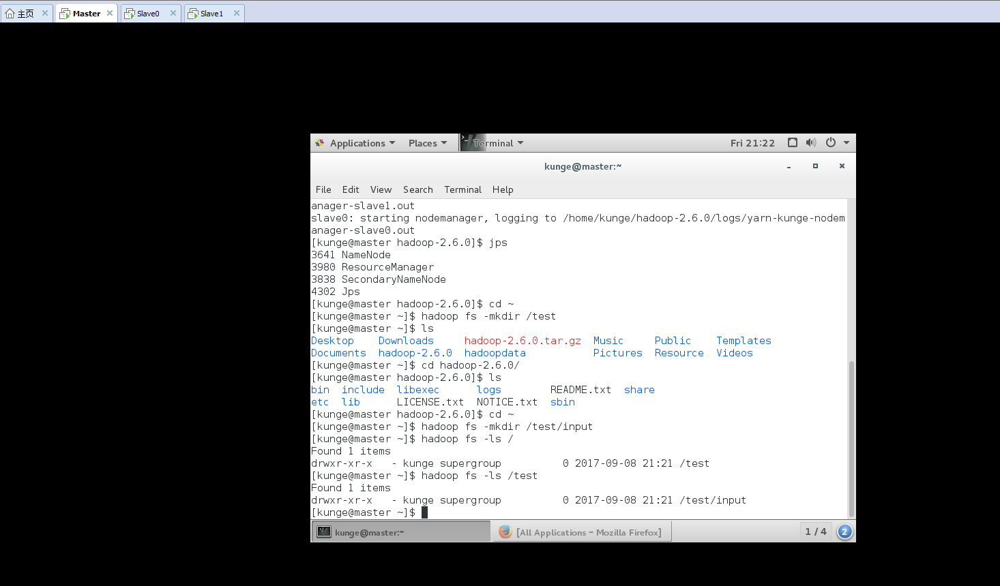 主页 Master Slave0 Slave1
Applications Places Terminal Fri 21:22
kunge@master:~
File Edit View Search Terminal Help
anager-slave1.out
slave0: starting nodemanager, logging to /home/kunge/hadoop-2.6.0/logs/yarn-kunge-nodem
anager-slave0.out
[kunge@master hadoop-2.6.0]$ jps
3641 NameNode
3980 ResourceManager
3838 SecondaryNameNode
4302 Jps
[kunge@master hadoop-2.6.0]$ cd ~
[kunge@master ~]$ hadoop fs -mkdir /test
[kunge@master ~]$ ls
Desktop    Downloads     hadoop-2.6.0.tar.gz  Music     Public    Templates
Documents  hadoop-2.6.0  hadoopdata           Pictures  Resource  Videos
[kunge@master ~]$ cd hadoop-2.6.0/
[kunge@master hadoop-2.6.0]$ ls
bin  include  libexec      logs        README.txt  share
etc  lib      LICENSE.txt  NOTICE.txt  sbin
[kunge@master hadoop-2.6.0]$ cd ~
[kunge@master ~]$ hadoop fs -mkdir /test/input
[kunge@master ~]$ hadoop fs -ls /
Found 1 items
drwxr-xr-x   - kunge supergroup          0 2017-09-08 21:21 /test
[kunge@master ~]$ hadoop fs -ls /test
Found 1 items
drwxr-xr-x   - kunge supergroup          0 2017-09-08 21:21 /test/input
[kunge@master ~]$
kunge@master:~ [All Applications – Mozilla Firefox] 1 / 4 2